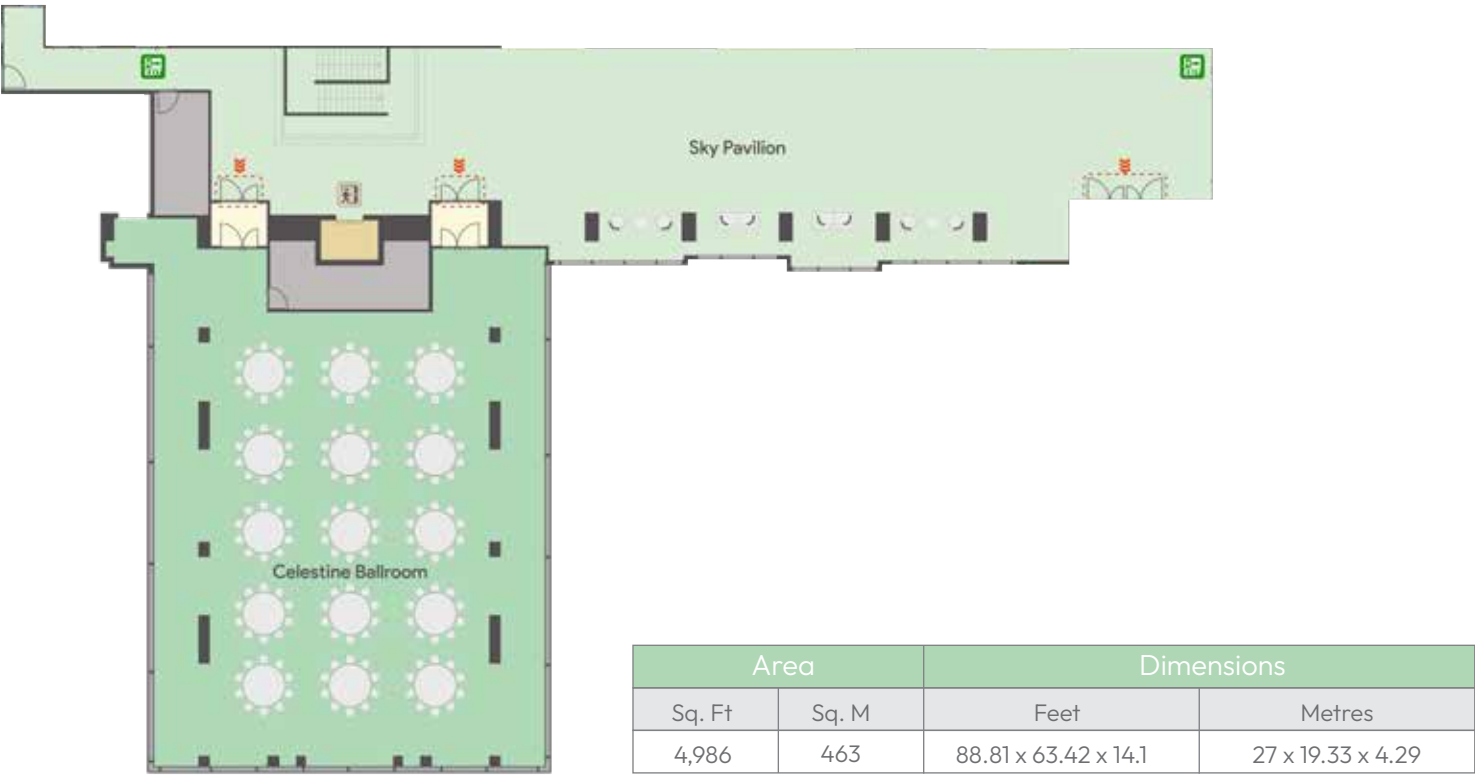 Sky Pavilion
Celestine Ballroom
Area Dimensions
Sq. Ft Sq. M Feet Metres
4,986 463 88.81 x 63.42 x 14.1 27 x 19.33 x 4.29